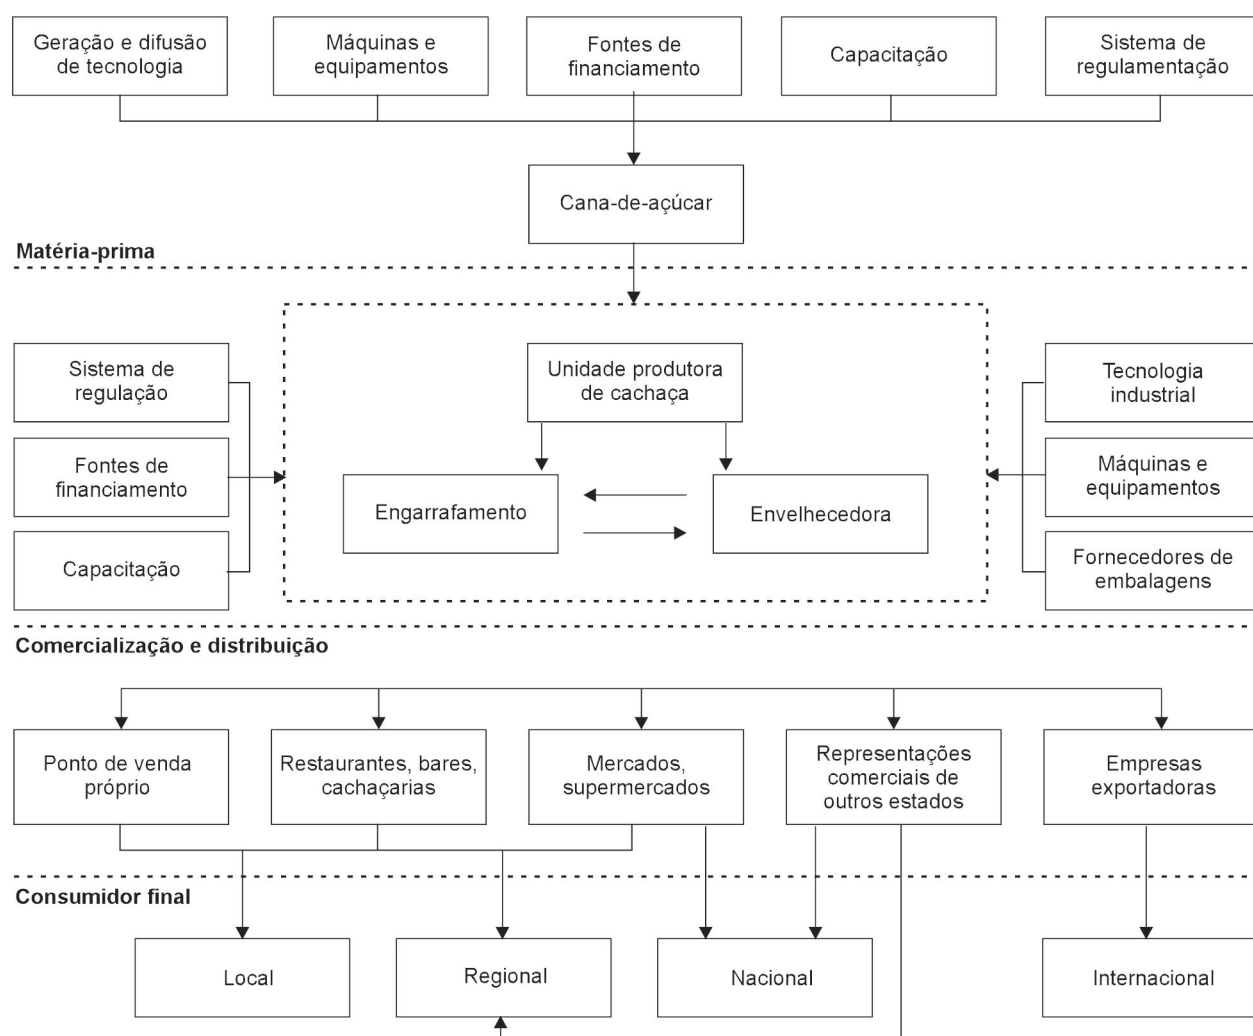 Geração e difusão
de tecnologia
Máquinas e
equipamentos
Fontes de
financiamento
Capacitação
Sistema de
regulamentação
Cana-de-açúcar
Matéria-prima
Sistema de
regulação
Fontes de
financiamento
Capacitação
Unidade produtora
de cachaça
Engarrafamento
Envelhecedora
Tecnologia
industrial
Máquinas e
equipamentos
Fornecedores de
embalagens
Comercialização e distribuição
Ponto de venda
próprio
Restaurantes, bares,
cachaçarias
Mercados,
supermercados
Representações
comerciais de
outros estados
Empresas
exportadoras
Consumidor final
Local
Regional
Nacional
Internacional